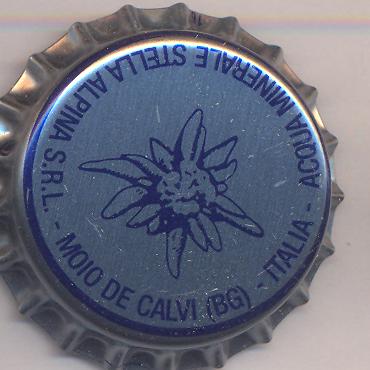 ACQUA MINERALE STELLA ALPINA S.R.L. - MOIO DE CALVI (BG) - ITALIA -